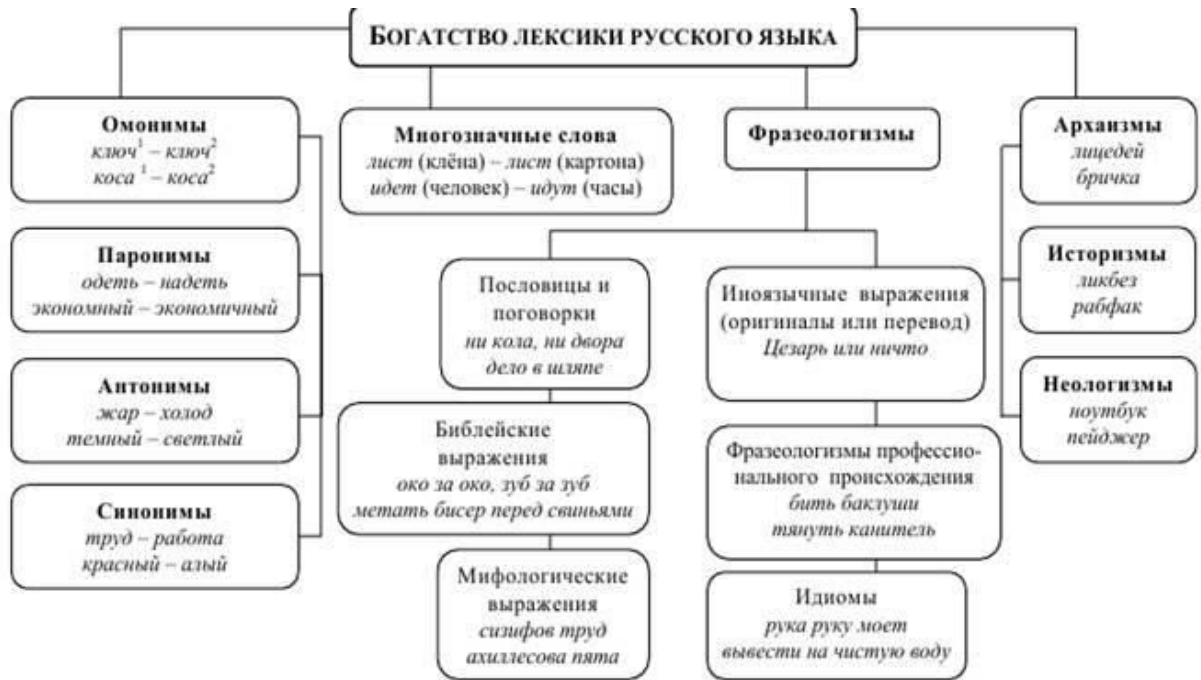 БОГАТСТВО ЛЕКСИКИ РУССКОГО ЯЗЫКА
Омонимы
ключ¹ – ключ²
коса ¹ – коса²
Паронимы
одеть – надеть
экономный – экономичный
Антонимы
жар – холод
темный – светлый
Синонимы
труд – работа
красный – алый
Многозначные слова
лист (клёна) – лист (картона)
идет (человек) – идут (часы)
Фразеологизмы
Пословицы и
поговорки
ни кола, ни двора
дело в шляпе
Библейские
выражения
око за око, зуб за зуб
метать бисер перед свиньями
Мифологические
выражения
сизифов труд
ахиллесова пята
Иноязычные выражения
(оригиналы или перевод)
Цезарь или ничто
Фразеологизмы профессио-
нального происхождения
бить баклуши
тянуть канитель
Идиомы
рука руку моет
вывести на чистую воду
Архаизмы
лицедей
бричка
Историзмы
ликбез
рабфак
Неологизмы
ноутбук
пейджер